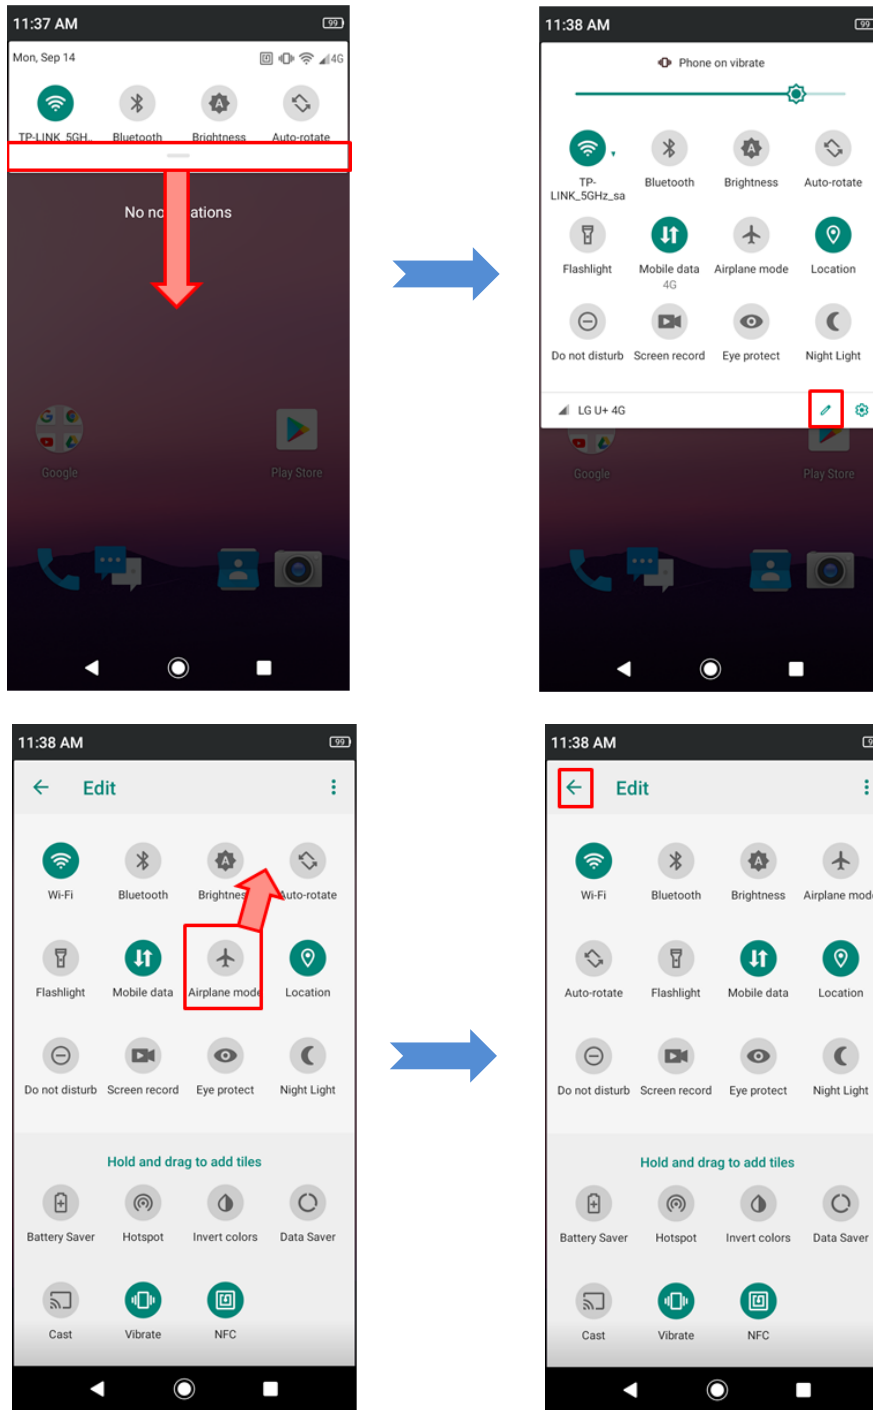 11:37 AM
99
Mon, Sep 14
4G
TP-LINK_5GH..
Bluetooth
Brightness
Auto-rotate
No no
ations
Google
Play Store
11:38 AM
99
Phone on vibrate
TP-
LINK_5GHz_sa
Bluetooth
Brightness
Auto-rotate
Flashlight
Mobile data
4G
Airplane mode
Location
Do not disturb
Screen record
Eye protect
Night Light
LG U+ 4G
Google
Play Store
11:38 AM
99
Edit
Wi-Fi
Bluetooth
Brightnes
Auto-rotate
Flashlight
Mobile data
Airplane mode
Location
Do not disturb
Screen record
Eye protect
Night Light
Hold and drag to add tiles
Battery Saver
Hotspot
Invert colors
Data Saver
Cast
Vibrate
NFC
11:38 AM
Edit
Wi-Fi
Bluetooth
Brightness
Airplane mode
Auto-rotate
Flashlight
Mobile data
Location
Do not disturb
Screen record
Eye protect
Night Light
Hold and drag to add tiles
Battery Saver
Hotspot
Invert colors
Data Saver
Cast
Vibrate
NFC